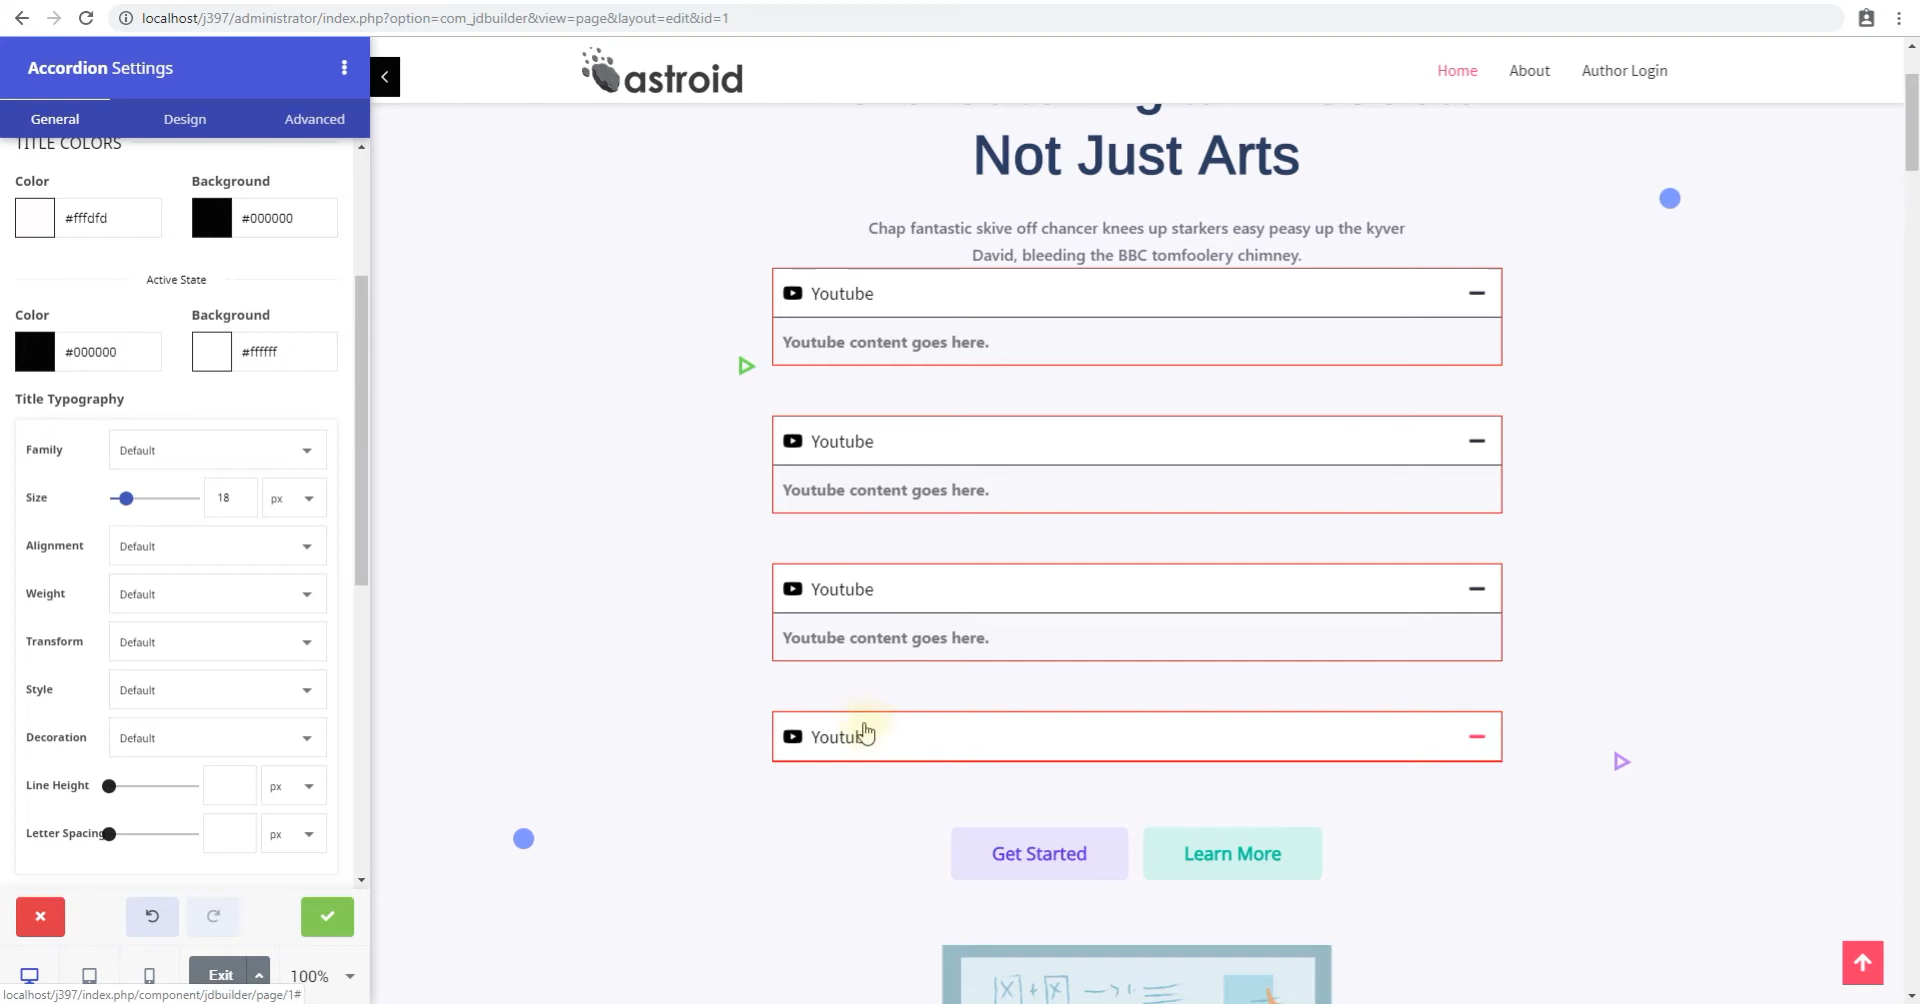 localhost/j397/administrator/index.php?option=com_jdbuilder&view=page&layout=edit&id=1
Accordion Settings
General Design Advanced
TITLE COLORS
Color Background
#fffdfd #000000
Active State
Color Background
#000000 #ffffff
Title Typography
Family Default
Size 18 px
Alignment Default
Weight Default
Transform Default
Style Default
Decoration Default
Line Height px
Letter Spacing px
Exit 100%
localhost/j397/index.php/component/jdbuilder/page/1#
astroid
Home About Author Login
Not Just Arts
Chap fantastic skive off chancer knees up starkers easy peasy up the kyver
David, bleeding the BBC tomfoolery chimney.
Youtube
Youtube content goes here.
Youtube
Youtube content goes here.
Youtube
Youtube content goes here.
Youtube
Get Started Learn More
|x|+|x|